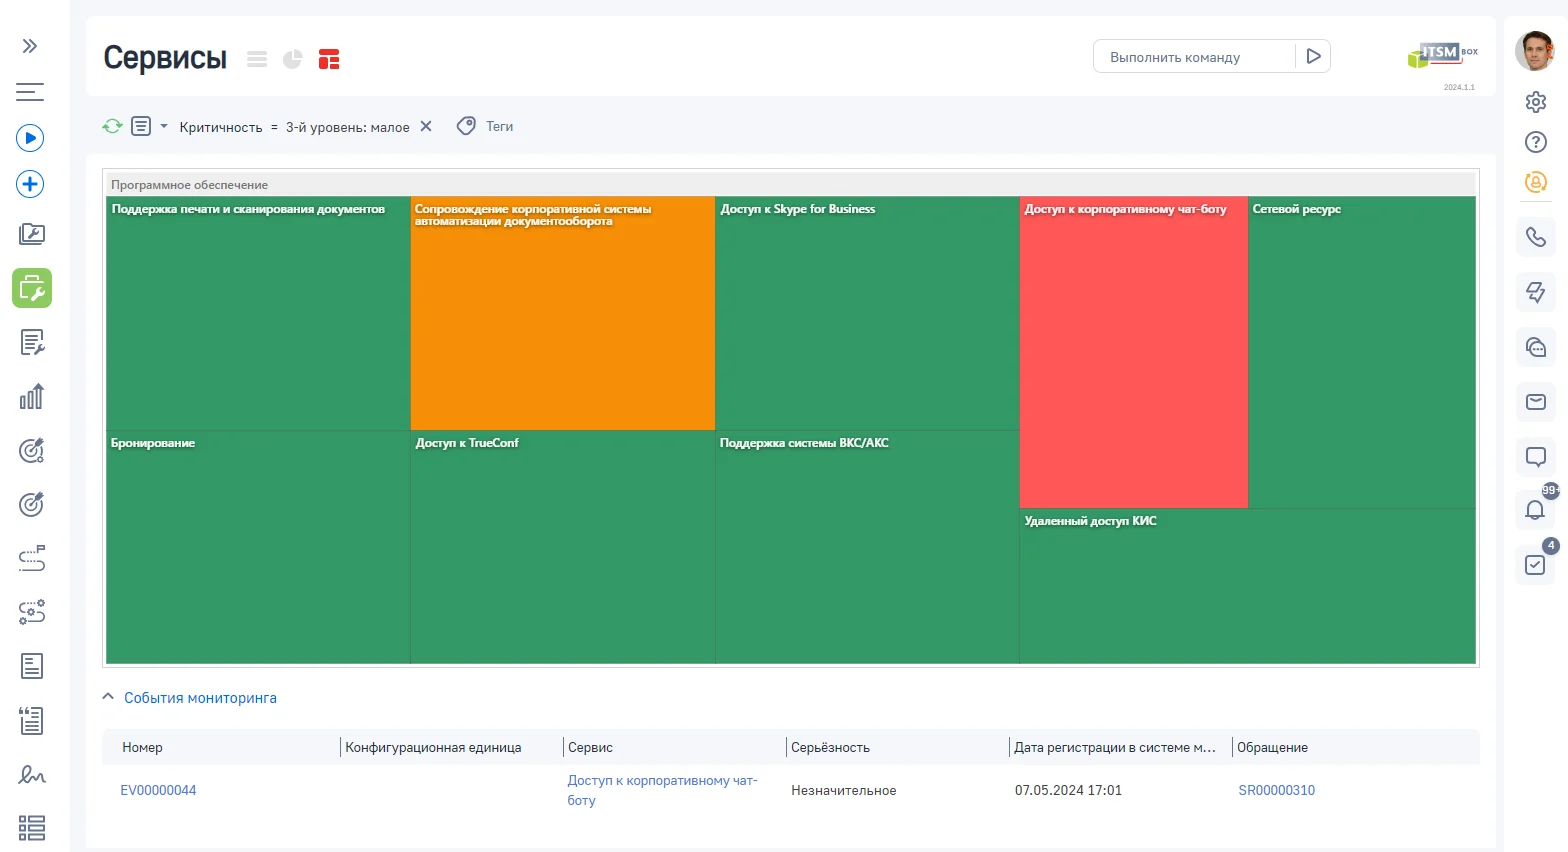 Сервисы
Выполнить команду
ITSM BOX
2024.1.1
Критичность = 3-й уровень: малое
Теги
Программное обеспечение
Поддержка печати и сканирования документов
Сопровождение корпоративной системы
автоматизации документооборота
Доступ к Skype for Business
Доступ к корпоративному чат-боту
Сетевой ресурс
Бронирование
Доступ к TrueConf
Поддержка системы ВКС/АКС
Удаленный доступ КИС
99+
4
События мониторинга
Номер
Конфигурационная единица
Сервис
Серьёзность
Дата регистрации в системе м...
Обращение
EV00000044
Доступ к корпоративному чат-
боту
Незначительное
07.05.2024 17:01
SR00000310